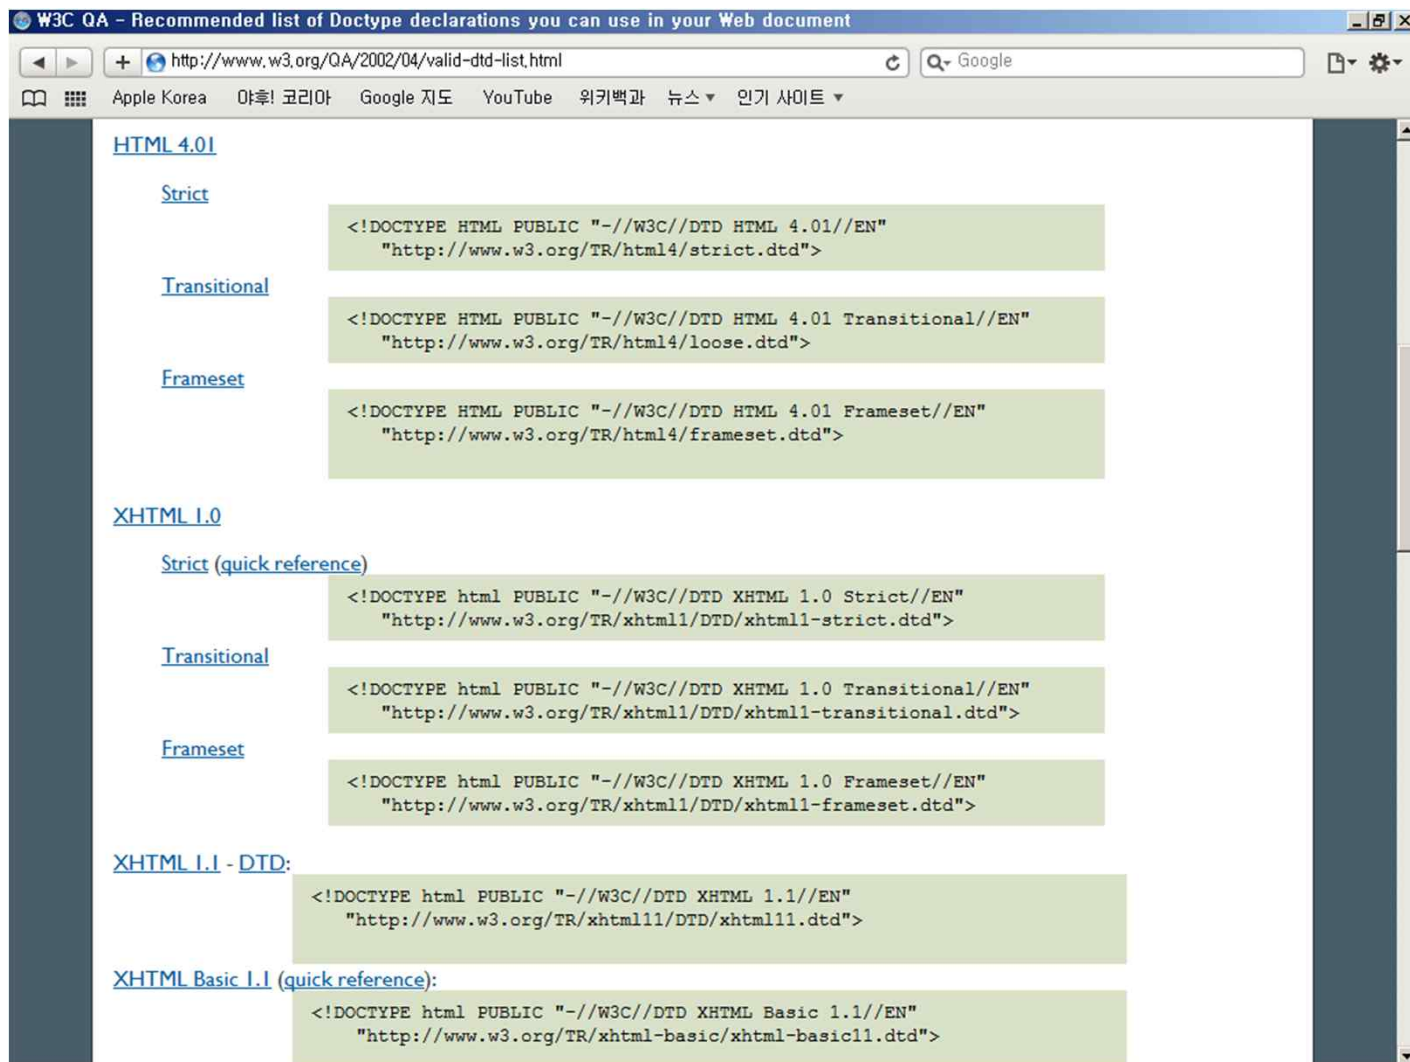 W3C QA - Recommended list of Doctype declarations you can use in your Web document
http://www.w3.org/QA/2002/04/valid-dtd-list.html Google
Apple Korea 야후! 코리아 Google 지도 YouTube 위키백과 뉴스 인기 사이트
HTML 4.01
Strict
<!DOCTYPE HTML PUBLIC "-//W3C//DTD HTML 4.01//EN"
"http://www.w3.org/TR/html4/strict.dtd">
Transitional
<!DOCTYPE HTML PUBLIC "-//W3C//DTD HTML 4.01 Transitional//EN"
"http://www.w3.org/TR/html4/loose.dtd">
Frameset
<!DOCTYPE HTML PUBLIC "-//W3C//DTD HTML 4.01 Frameset//EN"
"http://www.w3.org/TR/html4/frameset.dtd">
XHTML 1.0
Strict (quick reference)
<!DOCTYPE html PUBLIC "-//W3C//DTD XHTML 1.0 Strict//EN"
"http://www.w3.org/TR/xhtml1/DTD/xhtml1-strict.dtd">
Transitional
<!DOCTYPE html PUBLIC "-//W3C//DTD XHTML 1.0 Transitional//EN"
"http://www.w3.org/TR/xhtml1/DTD/xhtml1-transitional.dtd">
Frameset
<!DOCTYPE html PUBLIC "-//W3C//DTD XHTML 1.0 Frameset//EN"
"http://www.w3.org/TR/xhtml1/DTD/xhtml1-frameset.dtd">
XHTML 1.1 - DTD:
<!DOCTYPE html PUBLIC "-//W3C//DTD XHTML 1.1//EN"
"http://www.w3.org/TR/xhtml11/DTD/xhtml11.dtd">
XHTML Basic 1.1 (quick reference):
<!DOCTYPE html PUBLIC "-//W3C//DTD XHTML Basic 1.1//EN"
"http://www.w3.org/TR/xhtml-basic/xhtml-basic11.dtd">